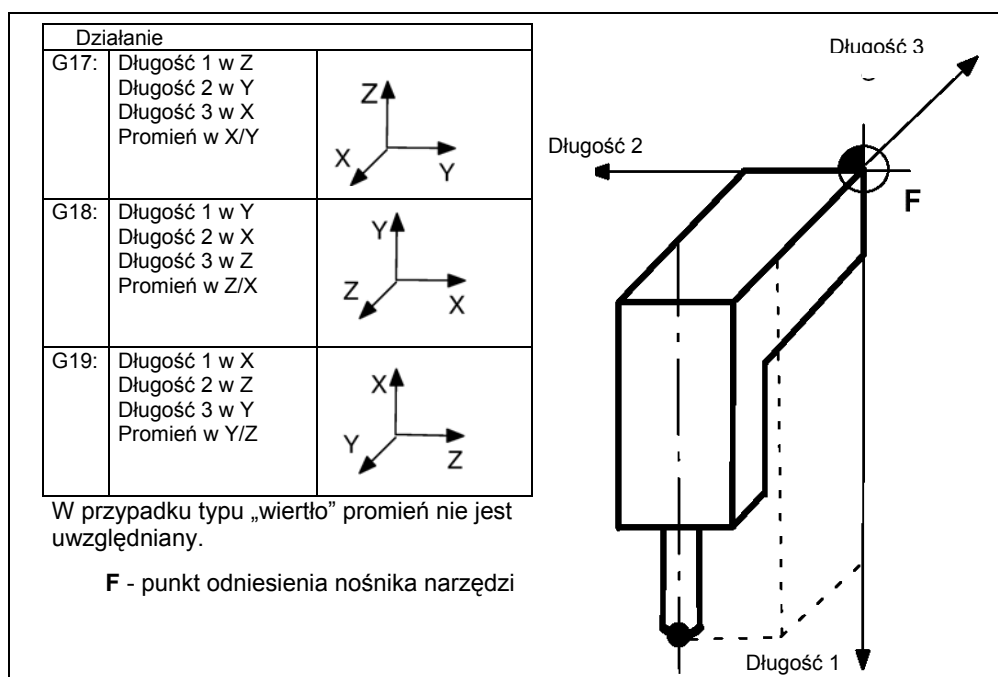 Działanie
G17: Długość 1 w Z
Długość 2 w Y
Długość 3 w X
Promień w X/Y
Z
X
Y
G18: Długość 1 w Y
Długość 2 w X
Długość 3 w Z
Promień w Z/X
Y
Z
X
G19: Długość 1 w X
Długość 2 w Z
Długość 3 w Y
Promień w Y/Z
X
Y
Z
W przypadku typu „wiertło” promień nie jest
uwzględniany.
F - punkt odniesienia nośnika narzędzi
Długość 3
Długość 2
F
Długość 1